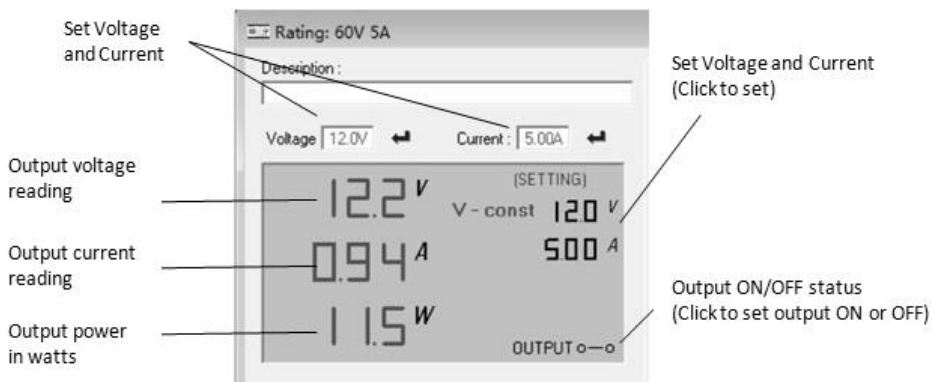 Set Voltage
and Current
Rating: 60V 5A
Description :
Set Voltage and Current
(Click to set)
Voltage 12.0V Current : 5.00A
Output voltage
reading
12.2 V
(SETTING)
V - const 12.0 V
5.00 A
Output current
reading
0.94 A
Output ON/OFF status
(Click to set output ON or OFF)
Output power
in watts
11.5 W
OUTPUT